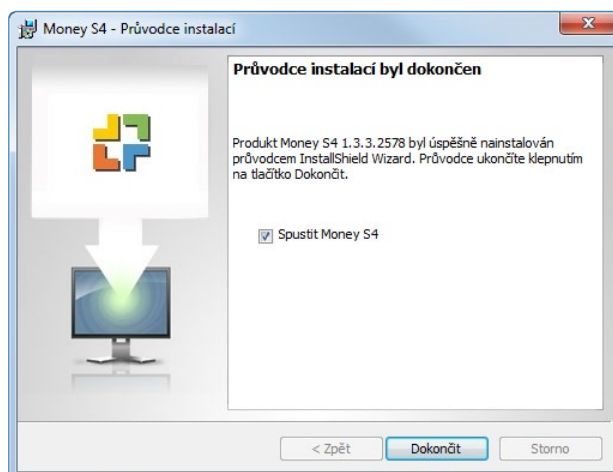 Money S4 - Průvodce instalací
Průvodce instalací byl dokončen
Produkt Money S4 1.3.3.2578 byl úspěšně nainstalován
průvodcem InstallShield Wizard. Průvodce ukončíte klepnutím
na tlačítko Dokončit.
Spustit Money S4
< Zpět
Dokončit
Storno